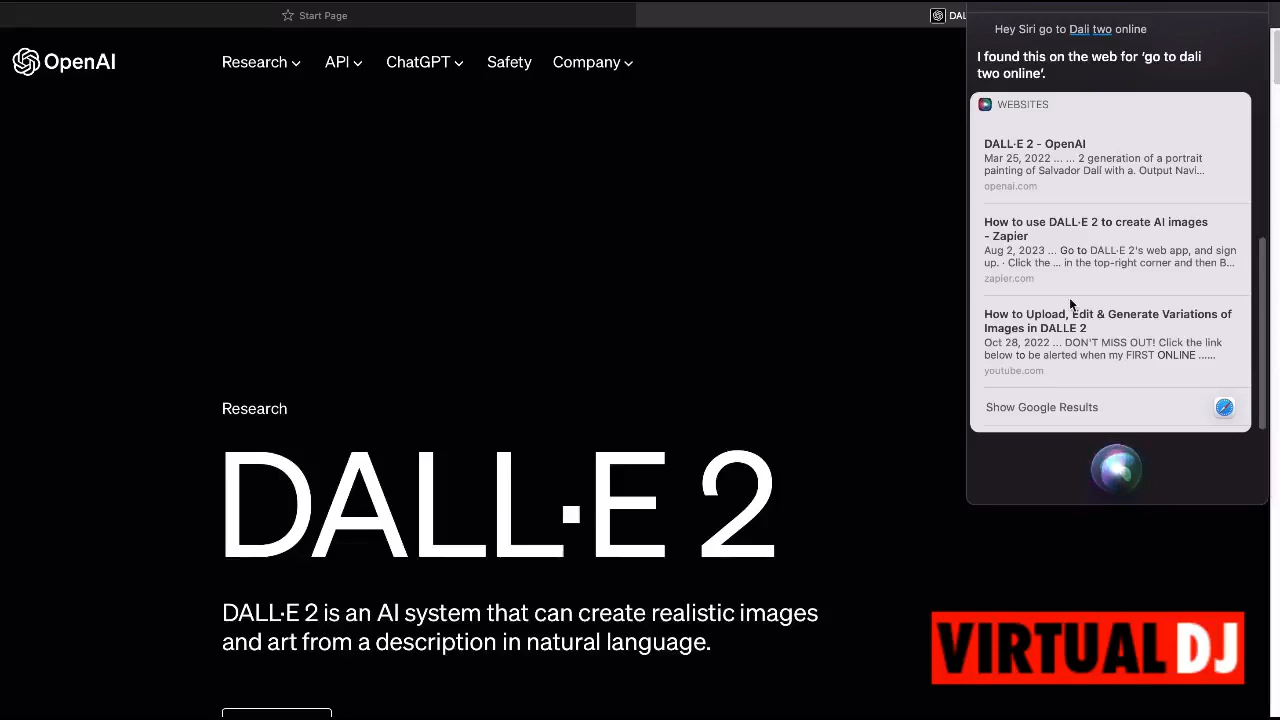 Start Page
DAL
OpenAI
Research
API
ChatGPT
Safety
Company
Research
DALL·E 2
DALL·E 2 is an AI system that can create realistic images
and art from a description in natural language.
Hey Siri go to Dali two online
I found this on the web for ‘go to dali
two online‘.
WEBSITES
DALL·E 2 - OpenAI
Mar 25, 2022 ... ... 2 generation of a portrait
painting of Salvador Dalí with a. Output Navi...
openai.com
How to use DALL·E 2 to create AI images
- Zapier
Aug 2, 2023 ... Go to DALL·E 2's web app, and sign
up. · Click the ... in the top-right corner and then B...
zapier.com
How to Upload, Edit & Generate Variations of
Images in DALLE 2
Oct 28, 2022 ... DON'T MISS OUT! Click the link
below to be alerted when my FIRST ONLINE ......
youtube.com
Show Google Results
VIRTUAL DJ